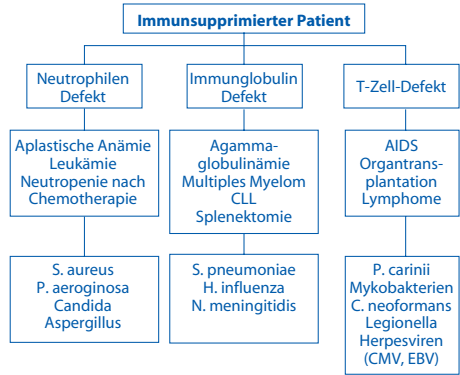 Immunsupprimierter Patient
Neutrophilen
Defekt
Immunglobulin
Defekt
T-Zell-Defekt
Aplastische Anämie
Leukämie
Neutropenie nach
Chemotherapie
Agamma-
globulinämie
Multiples Myelom
CLL
Splenektomie
AIDS
Organtrans-
plantation
Lymphome
S. aureus
P. aeroginosa
Candida
Aspergillus
S. pneumoniae
H. influenza
N. meningitidis
P. carinii
Mykobakterien
C. neoformans
Legionella
Herpesviren
(CMV, EBV)